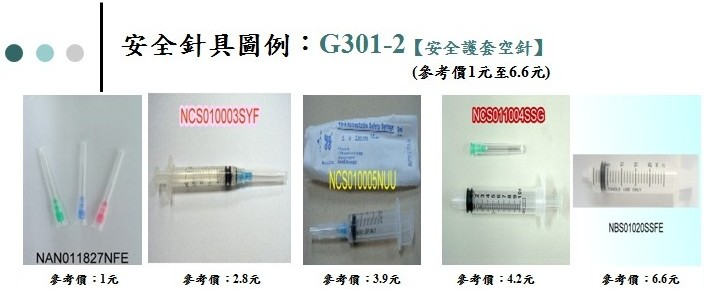 安全針具圖例：G301-2【安全護套空針】
(參考價1元至6.6元)
NAN011827NFE
NCS010003SYF
NCS010005NUU
NCS011004SSG
NBS01020SSFE
參考價：1元
參考價：2.8元
參考價：3.9元
參考價：4.2元
參考價：6.6元